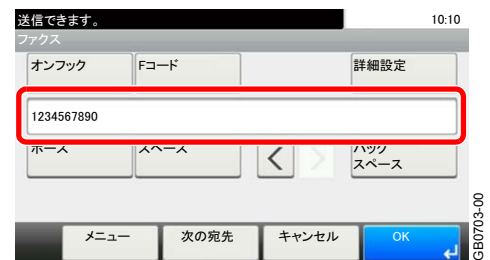 送信できます。 10:10
ファクス
オンフック Fコード 詳細設定
1234567890
ポーズ スペース < > バック
スペース
メニュー 次の宛先 キャンセル OK
GB0703-00